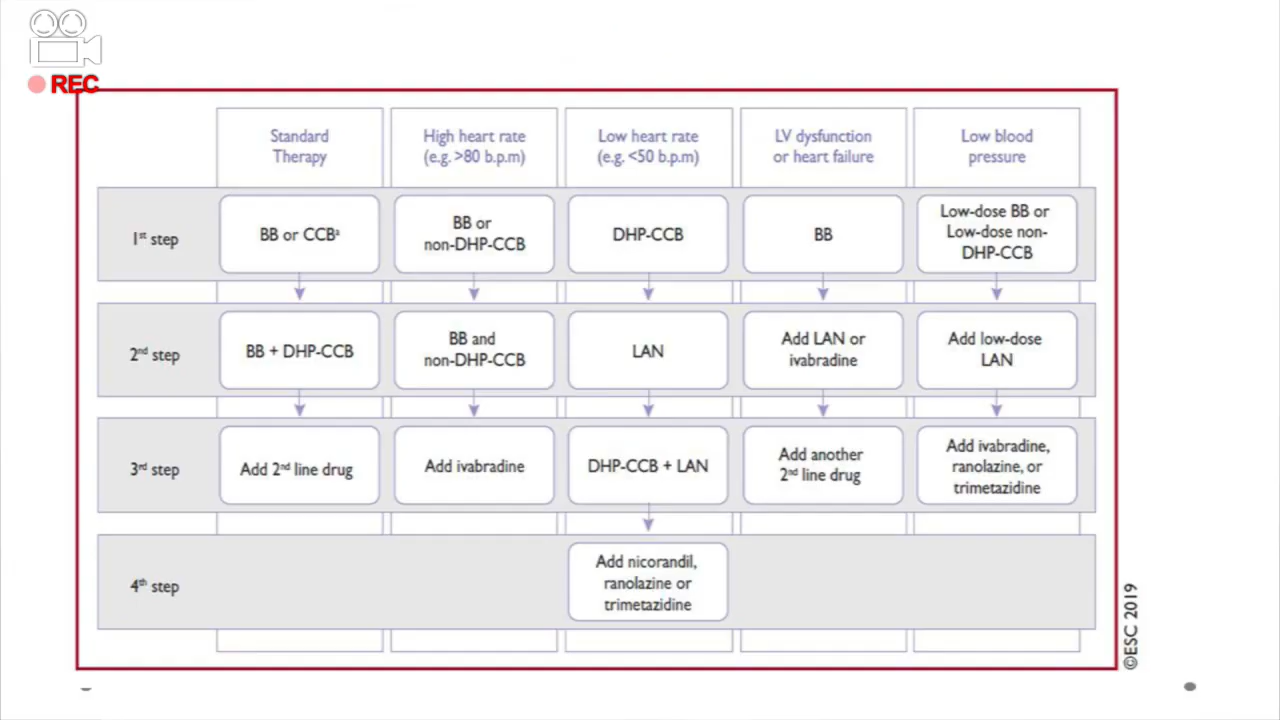 REC
Standard
Therapy
High heart rate
(e.g. >80 b.p.m)
Low heart rate
(e.g. <50 b.p.m)
LV dysfunction
or heart failure
Low blood
pressure
1st step
BB or CCBa
BB or
non-DHP-CCB
DHP-CCB
BB
Low-dose BB or
Low-dose non-
DHP-CCB
2nd step
BB + DHP-CCB
BB and
non-DHP-CCB
LAN
Add LAN or
ivabradine
Add low-dose
LAN
3rd step
Add 2nd line drug
Add ivabradine
DHP-CCB + LAN
Add another
2nd line drug
Add ivabradine,
ranolazine, or
trimetazidine
4th step
Add nicorandil,
ranolazine or
trimetazidine
©ESC 2019